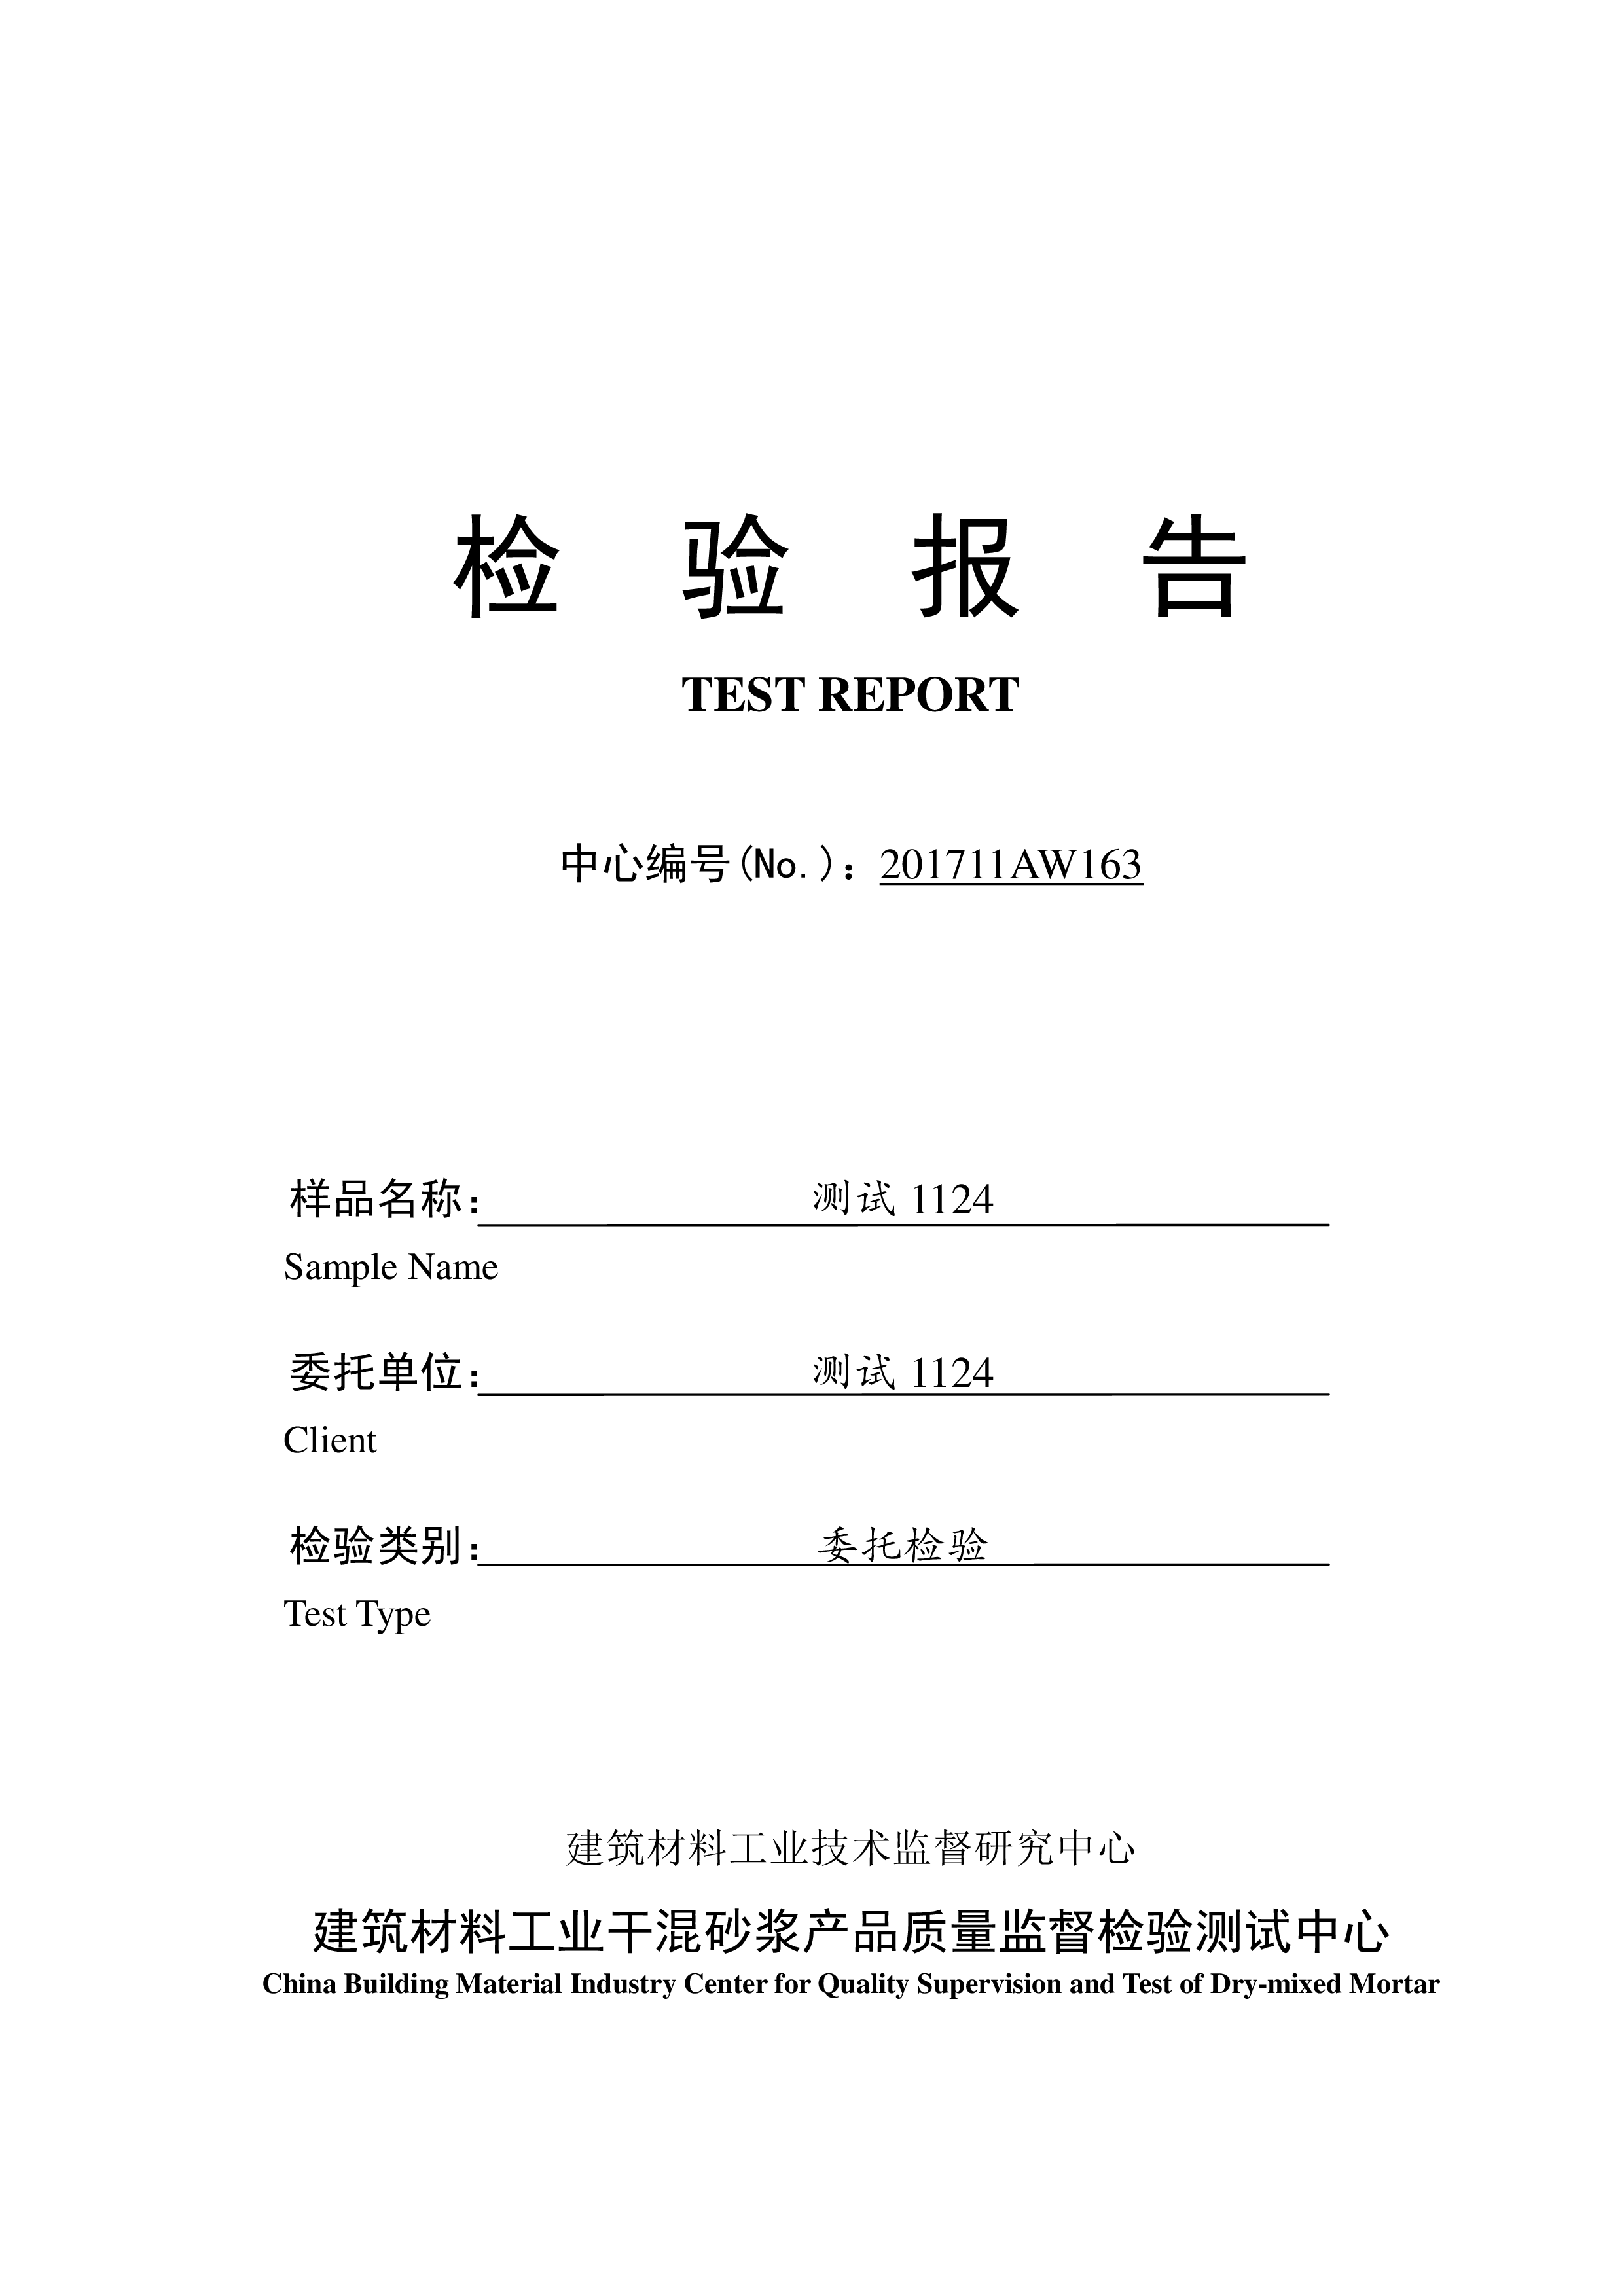 检 验 报 告
TEST REPORT
中心编号(No.)：201711AW163
样品名称：测试 1124
Sample Name
委托单位：测试 1124
Client
检验类别：委托检验
Test Type
建筑材料工业技术监督研究中心
建筑材料工业干混砂浆产品质量监督检验测试中心
China Building Material Industry Center for Quality Supervision and Test of Dry-mixed Mortar